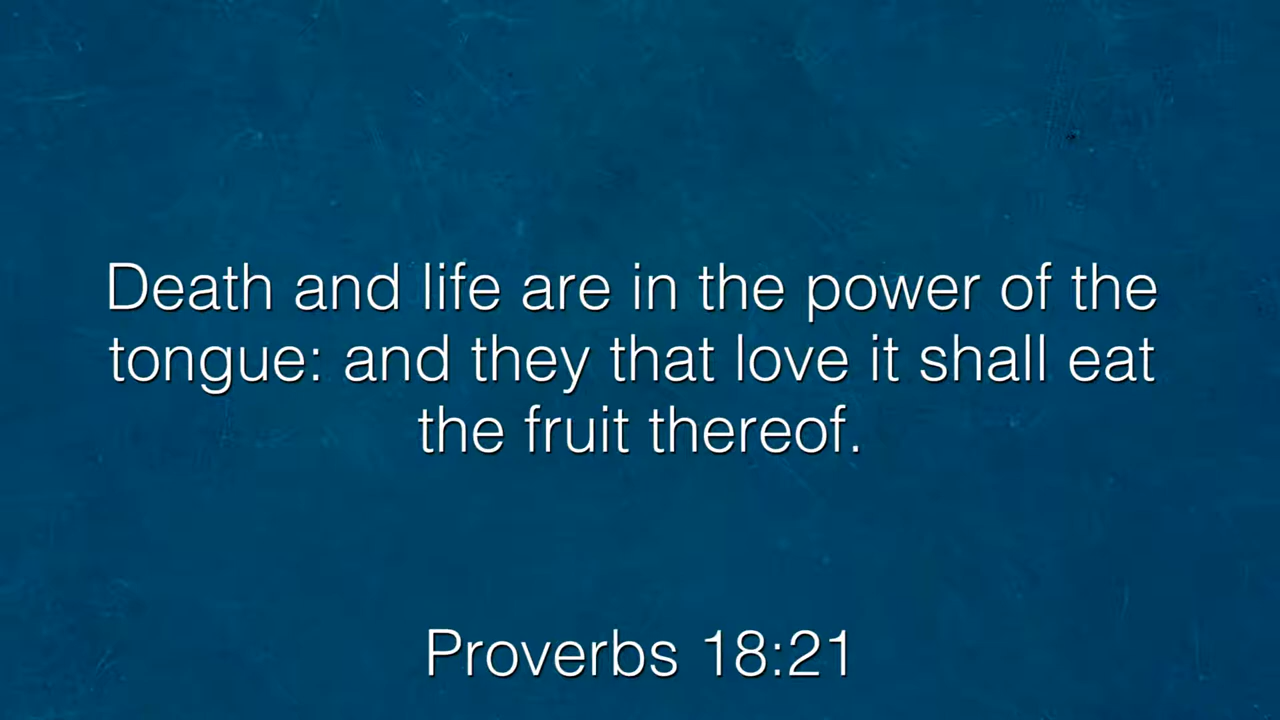 Death and life are in the power of the
tongue: and they that love it shall eat
the fruit thereof.
Proverbs 18:21